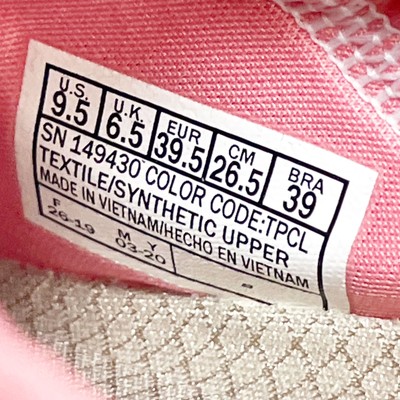 U.S. U.K. EUR CM BRA
9.5 6.5 39.5 26.5 39
SN 149430 COLOR CODE:TPCL
TEXTILE/SYNTHETIC UPPER
MADE IN VIETNAM/HECHO EN VIETNAM
F M Y
26-19 03-20